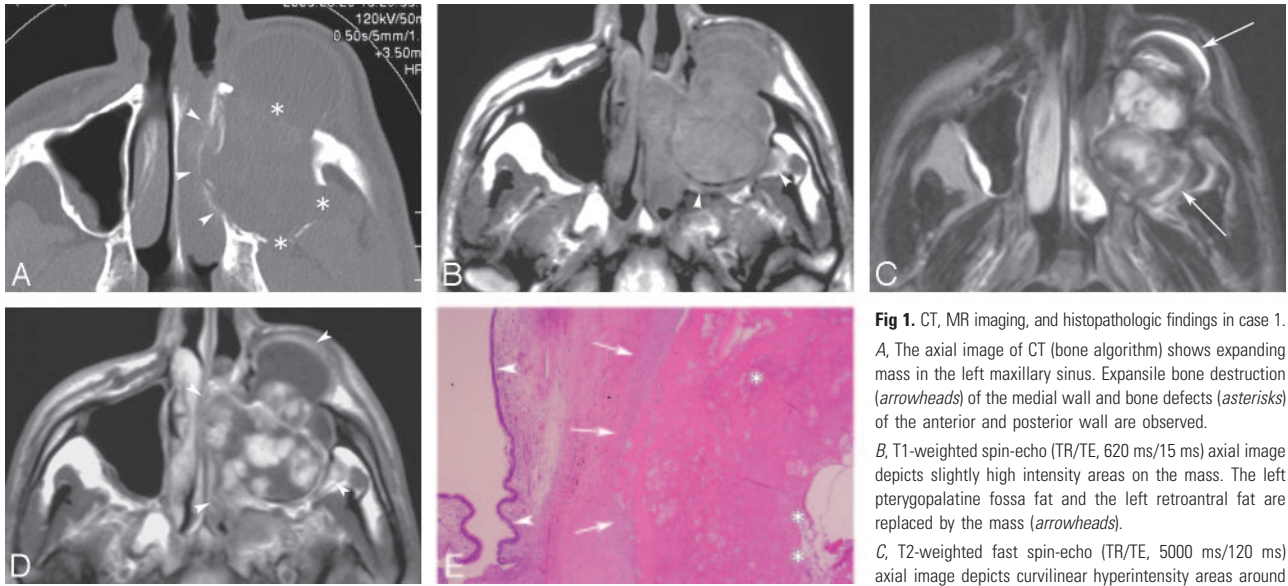 120kV/50m
0.50s/5mm/1.
+3.50m
HF
A
B
C
D
E
Fig 1. CT, MR imaging, and histopathologic findings in case 1.
A, The axial image of CT (bone algorithm) shows expanding
mass in the left maxillary sinus. Expansile bone destruction
(arrowheads) of the medial wall and bone defects (asterisks)
of the anterior and posterior wall are observed.
B, T1-weighted spin-echo (TR/TE, 620 ms/15 ms) axial image
depicts slightly high intensity areas on the mass. The left
pterygopalatine fossa fat and the left retroantral fat are
replaced by the mass (arrowheads).
C, T2-weighted fast spin-echo (TR/TE, 5000 ms/120 ms)
axial image depicts curvilinear hyperintensity areas around